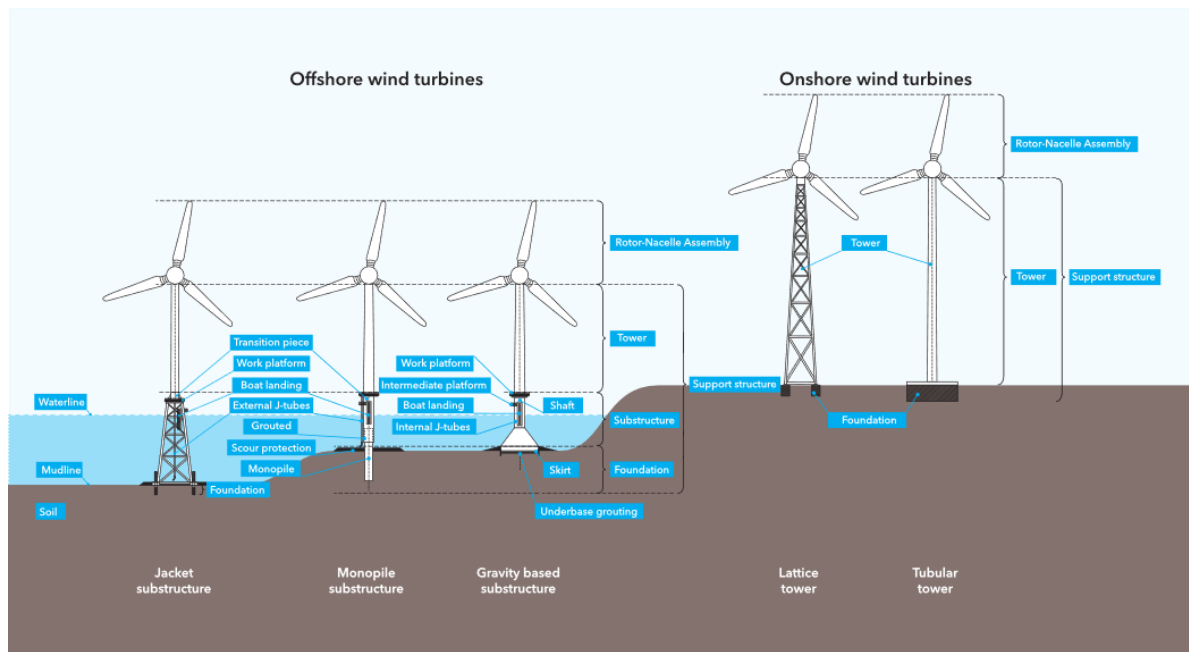 Offshore wind turbines
Onshore wind turbines
Rotor-Nacelle Assembly
Rotor-Nacelle Assembly
Tower
Tower
Support structure
Transition piece
Tower
Work platform
Work platform
Boat landing
Intermediate platform
Support structure
Waterline
External J-tubes
Boat landing
Shaft
Substructure
Foundation
Grouted
Internal J-tubes
Scour protection
Mudline
Monopile
Skirt
Foundation
Foundation
Soil
Underbase grouting
Jacket
substructure
Monopile
substructure
Gravity based
substructure
Lattice
tower
Tubular
tower